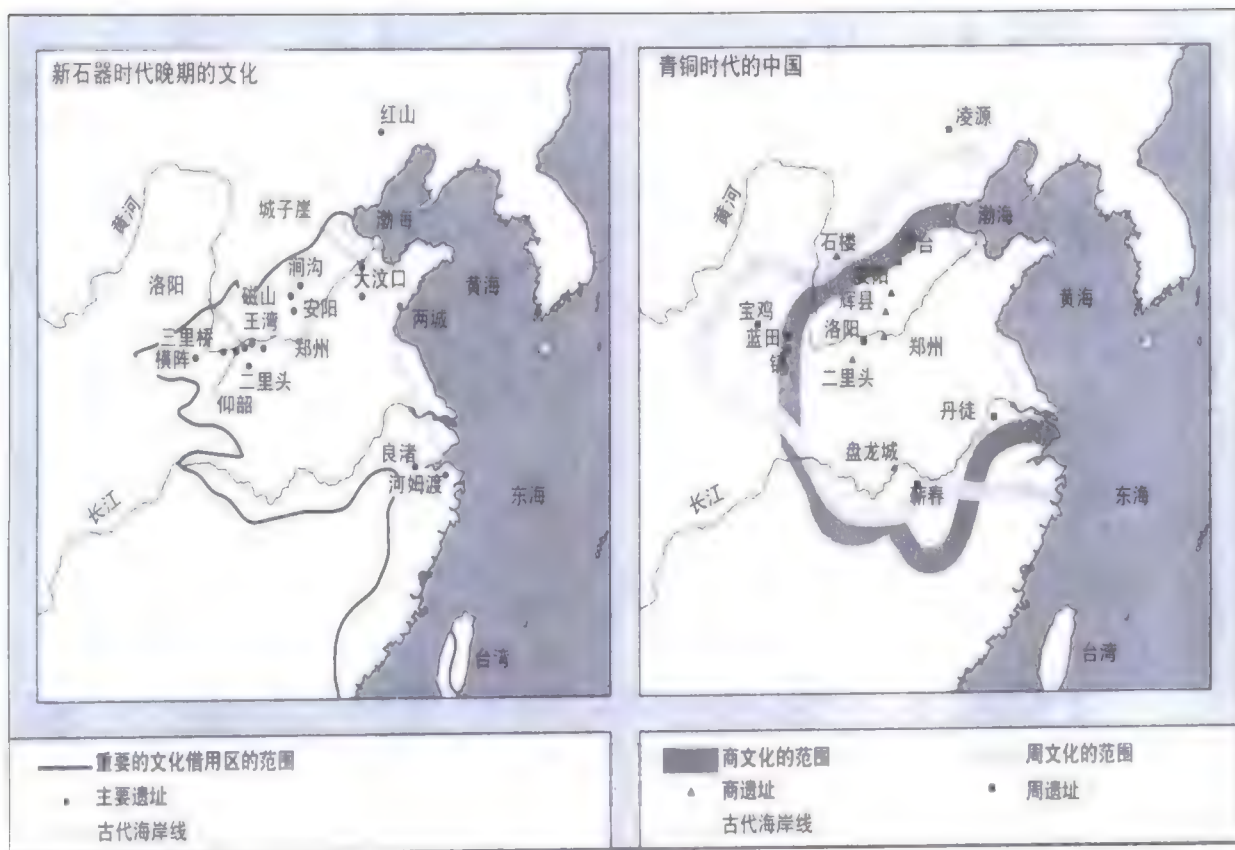 新石器时代晚期的文化
红山
黄河
城子崖
渤海
涧沟
大汶口
洛阳
磁山
安阳
黄海
两城
王湾
三里桥
郑州
横阵
二里头
仰韶
良渚
河姆渡
长江
东海
台湾
重要的文化借用区的范围
主要遗址
古代海岸线
青铜时代的中国
凌源
黄河
渤海
石楼
台
安阳
黄海
辉县
宝鸡
洛阳
蓝田
郑州
二里头
丹徒
盘龙城
长江
东海
台湾
商文化的范围
周文化的范围
商遗址
周遗址
古代海岸线